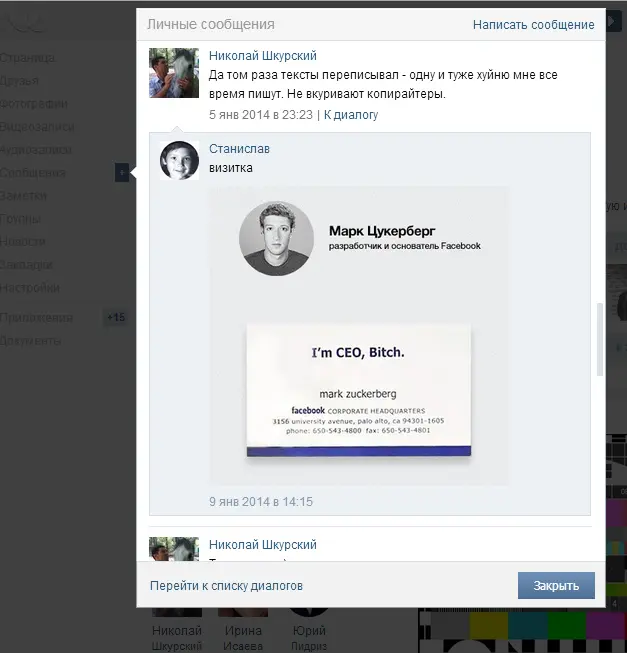 Личные сообщения
Написать сообщение
Николай Шкурский
Да том раза тексты переписывал - одну и туже хуйню мне все
время пишут. Не вкуривают копирайтеры.
5 янв 2014 в 23:23 | К диалогу
Станислав
визитка
Марк Цукерберг
разработчик и основатель Facebook
I'm CEO, Bitch.
mark zuckerberg
facebook CORPORATE HEADQUARTERS
3156 university avenue, palo alto, ca 94301-1605
phone: 650-543-4800 fax: 650-543-4801
9 янв 2014 в 14:15
Николай Шкурский
Перейти к списку диалогов
Закрыть
Страница
Друзья
Фотографии
Видеозаписи
Аудиозаписи
Сообщения +
Заметки
Группы
Новости
Закладки
Настройки
Приложения +15
Документы
Николай
Шкурский
Ирина
Исаева
Юрий
Лидриз